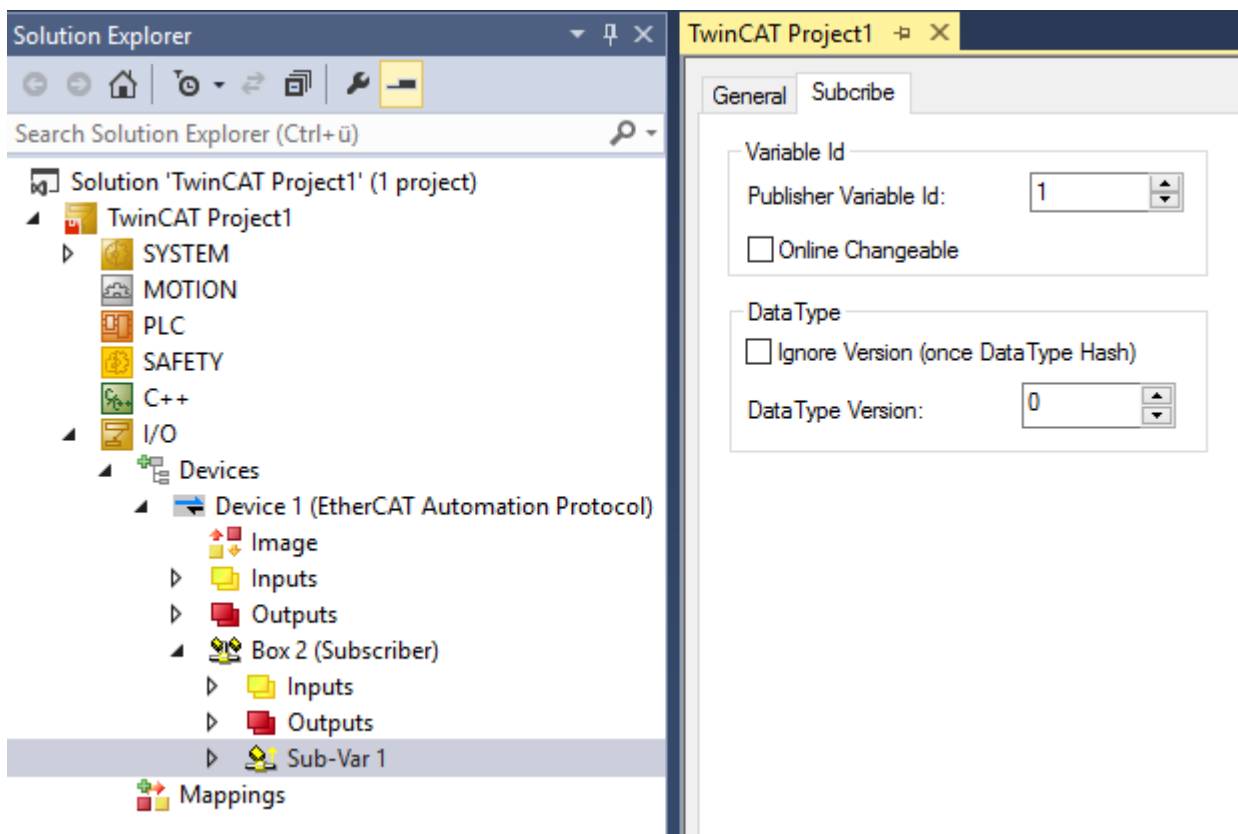 Solution Explorer
Search Solution Explorer (Ctrl+ü)
Solution 'TwinCAT Project1' (1 project)
TwinCAT Project1
SYSTEM
MOTION
PLC
SAFETY
C++
I/O
Devices
Device 1 (EtherCAT Automation Protocol)
Image
Inputs
Outputs
Box 2 (Subscriber)
Inputs
Outputs
Sub-Var 1
Mappings
TwinCAT Project1
General Subcribe
Variable Id
Publisher Variable Id: 1
Online Changeable
DataType
Ignore Version (once DataType Hash)
DataType Version: 0